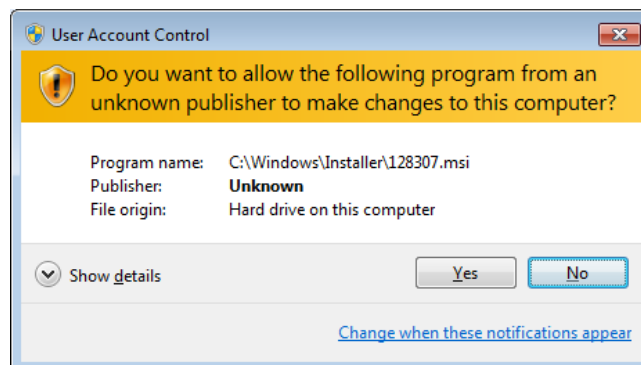 User Account Control
Do you want to allow the following program from an
unknown publisher to make changes to this computer?
Program name: C:\Windows\Installer\128307.msi
Publisher: Unknown
File origin: Hard drive on this computer
Show details Yes No
Change when these notifications appear